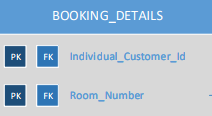 BOOKING_DETAILS
PK FK Individual_Customer_Id
PK FK Room_Number